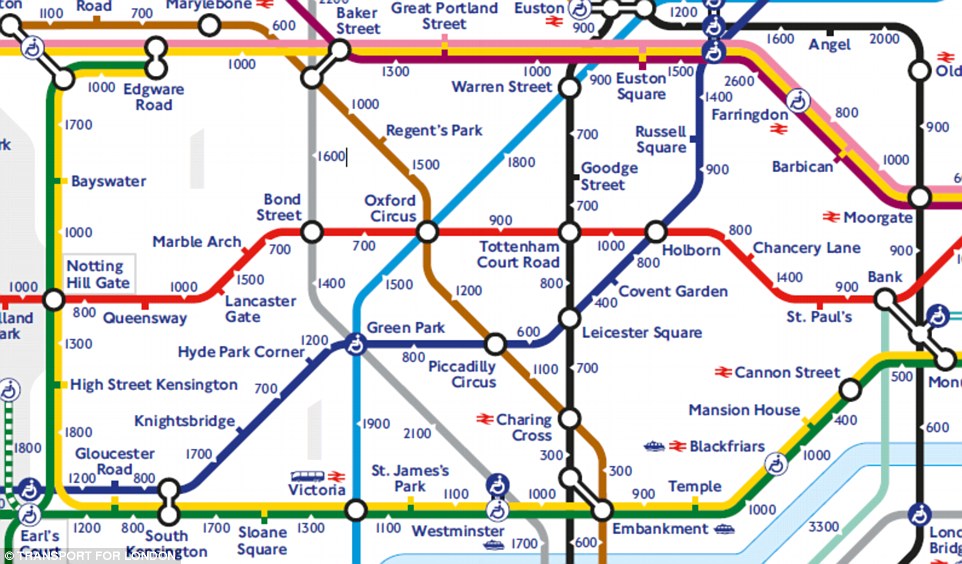 Road
Marylebone
Baker
Street
Great Portland
Street
Euston
2200
1200
1100
700
600
900
1600
2000
Angel
Old
1000
1300
1000
900
1500
2600
Edgware
Road
1000
Warren Street
Euston
Square
1400
Farringdon
800
1700
1000
Regent's Park
700
Russell
Square
900
1600
1500
1800
Goodge
Street
900
Barbican
1000
Bayswater
700
Bond
Street
Oxford
Circus
900
Moorgate
1000
Marble Arch
700
700
Tottenham
Court Road
1000
Holborn
800
Chancery Lane
900
Notting
Hill Gate
1500
1400
1500
800
800
1400
Bank
1000
1000
Lancaster
Gate
1200
Covent Garden
900
800
Queensway
400
St. Paul's
1300
1200
Green Park
600
Leicester Square
Hyde Park Corner
800
Piccadilly
Circus
1100
700
Cannon Street
500
High Street Kensington
700
Mansion House
400
Knightsbridge
1900
Charing
Cross
600
1800
2100
1700
Blackfriars
1800
Gloucester
Road
300
300
1000
1200
800
Victoria
St. James's
Park
1100
1000
900
Temple
1000
1200
800
1700
1300
1100
Westminster
Embankment
3300
Earl's
Court
South
Kensington
Sloane
Square
1700
600
© TRANSPORT FOR LONDON